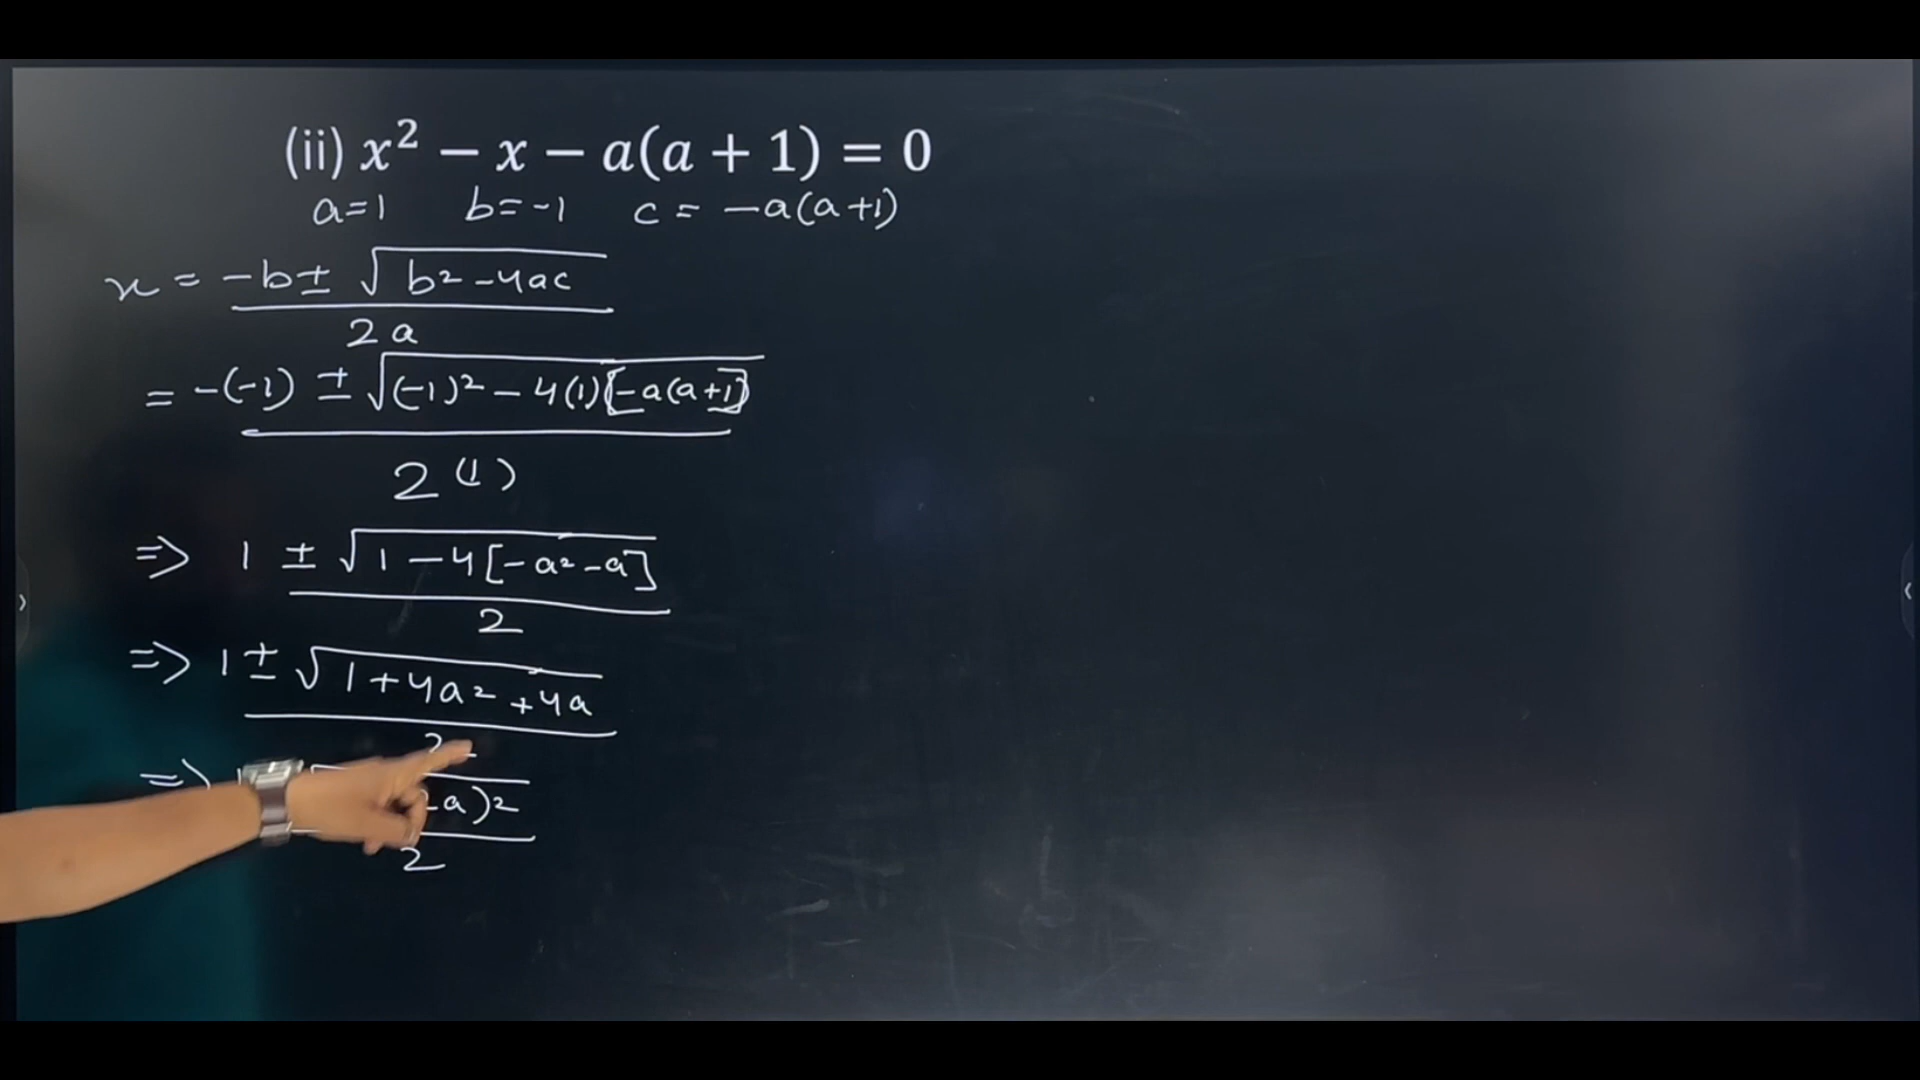 (ii) x² − x − a(a + 1) = 0
a=1 b=-1 c = -a(a+1)
x = -b ± √b²-4ac
2a
= -(-1) ± √(-1)² - 4(1)[-a(a+1)]
2(1)
=> 1 ± √1-4[-a²-a]
2
=> 1 ± √1+4a²+4a
2
=> a)²
2